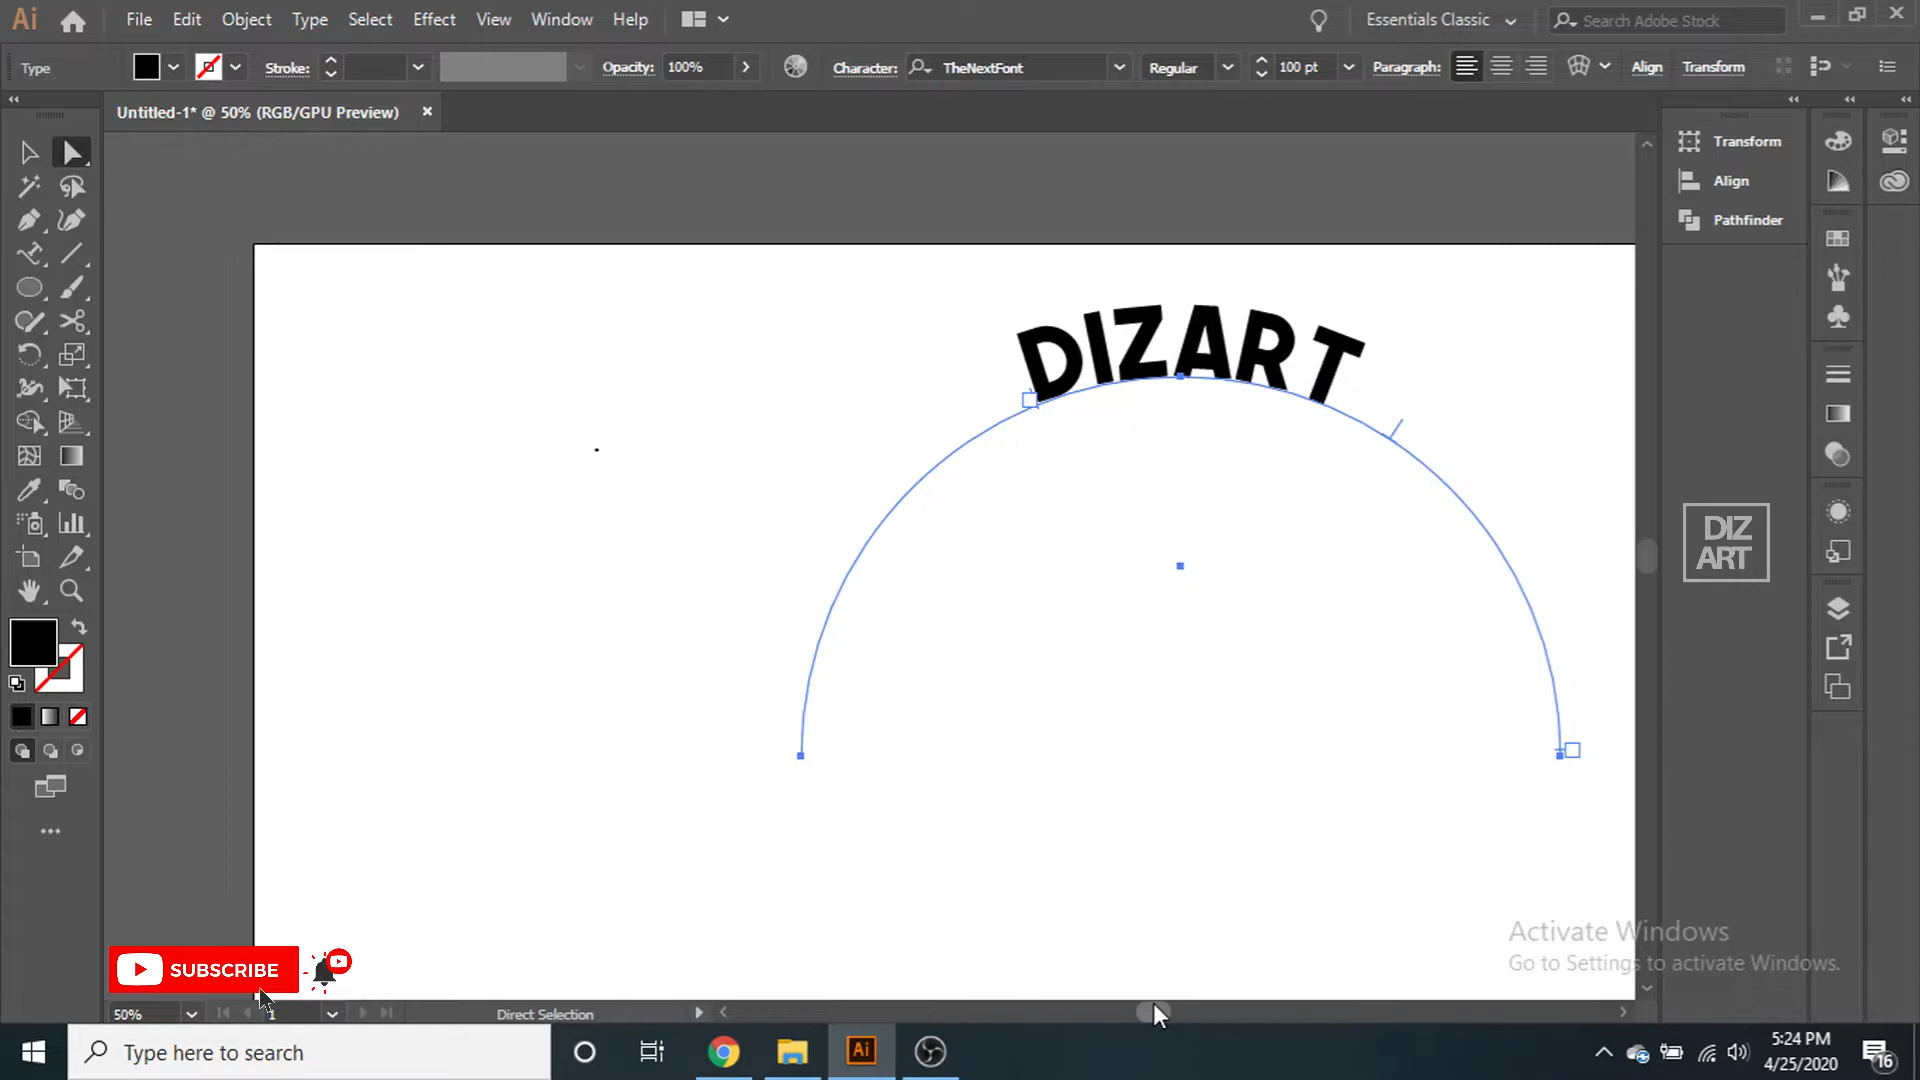 Ai File Edit Object Type Select Effect View Window Help Essentials Classic Search Adobe Stock
Type Stroke: Opacity: 100% Character: TheNextFont Regular 100 pt Paragraph: Align Transform
Untitled-1* @ 50% (RGB/GPU Preview)
Transform
Align
Pathfinder
DIZART
DIZ
ART
Activate Windows
Go to Settings to activate Windows.
SUBSCRIBE
50% 1 Direct Selection
Type here to search
Ai
5:24 PM
4/25/2020
16